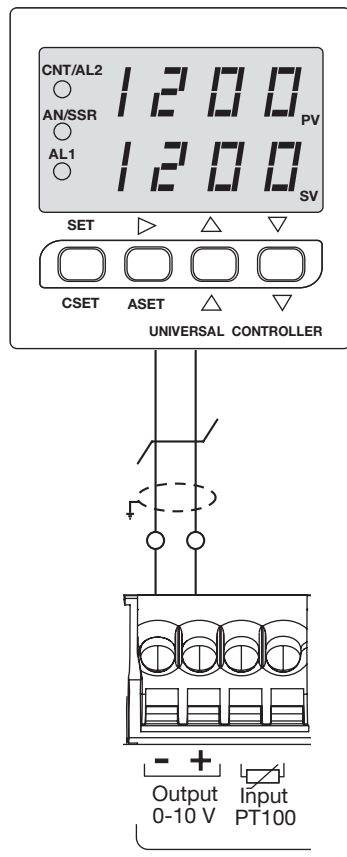 CNT/AL2
1200 PV
AN/SSR
AL1
1200 SV
SET ▷ △ ▽
CSET ASET △ ▽
UNIVERSAL CONTROLLER
- +
Output Input
0-10 V PT100